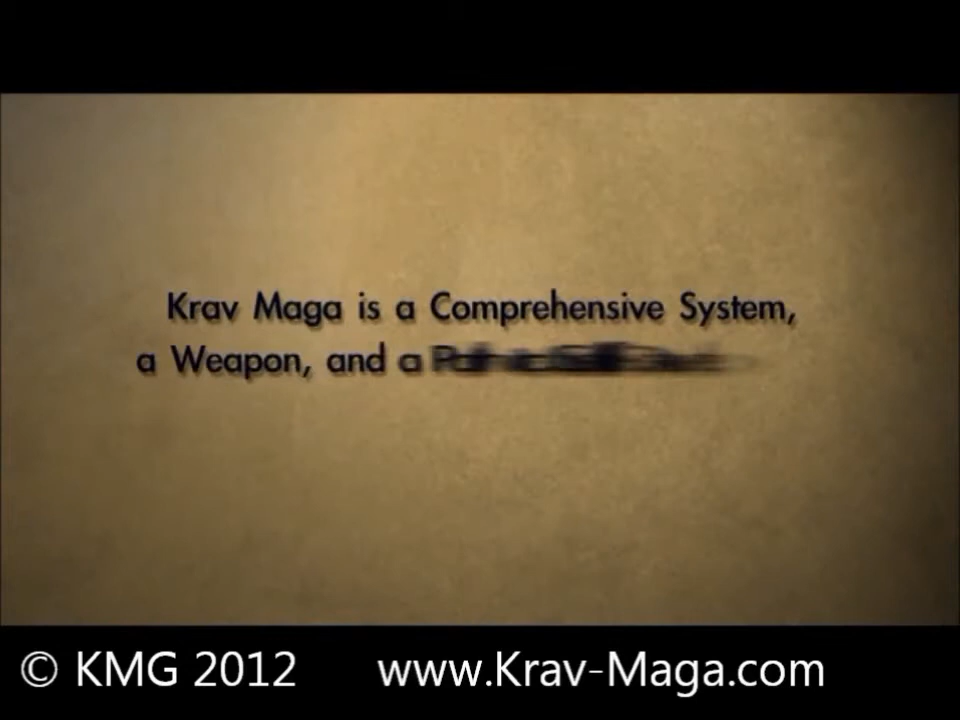 Krav Maga is a Comprehensive System,
a Weapon, and a
© KMG 2012 www.Krav-Maga.com